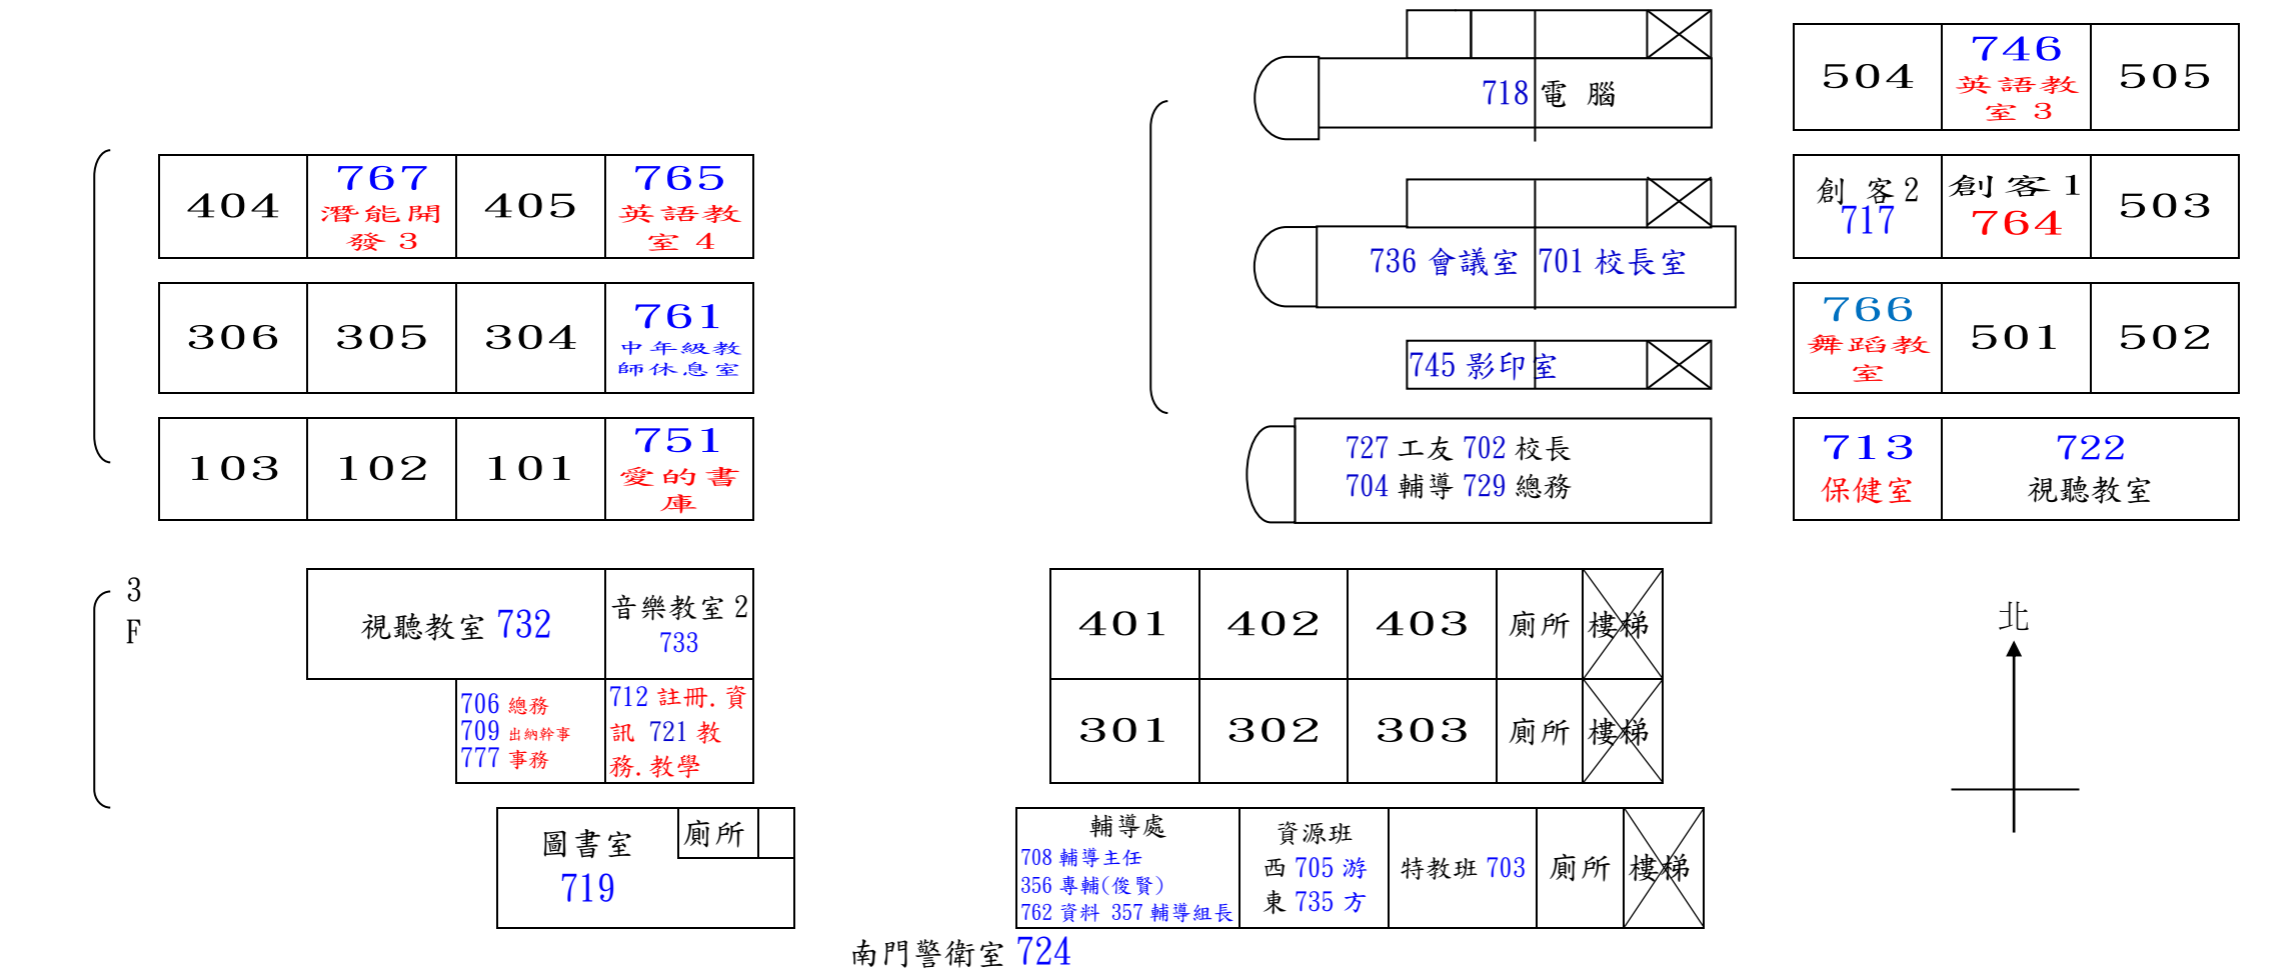 718 電 腦
504
746
英語教
室 3
505
404
767
潛能開
發 3
405
765
英語教
室 4
736 會議室 701 校長室
創 客2
717
創客1
764
503
306
305
304
761
中年級教
師休息室
745 影印室
766
舞蹈教
室
501
502
103
102
101
751
愛的書
庫
727 工友 702 校長
704 輔導 729 總務
713
保健室
722
視聽教室
3
F
視聽教室 732
音樂教室 2
733
401
402
403
廁所
樓梯
北
706 總務
709 出納幹事
777 事務
712 註冊.資
訊 721 教
務.教學
301
302
303
廁所
樓梯
圖書室
719
廁所
輔導處
708 輔導主任
356 專輔(俊賢)
762 資料 357 輔導組長
資源班
西 705 游
東 735 方
特教班 703
廁所
樓梯
南門警衛室 724